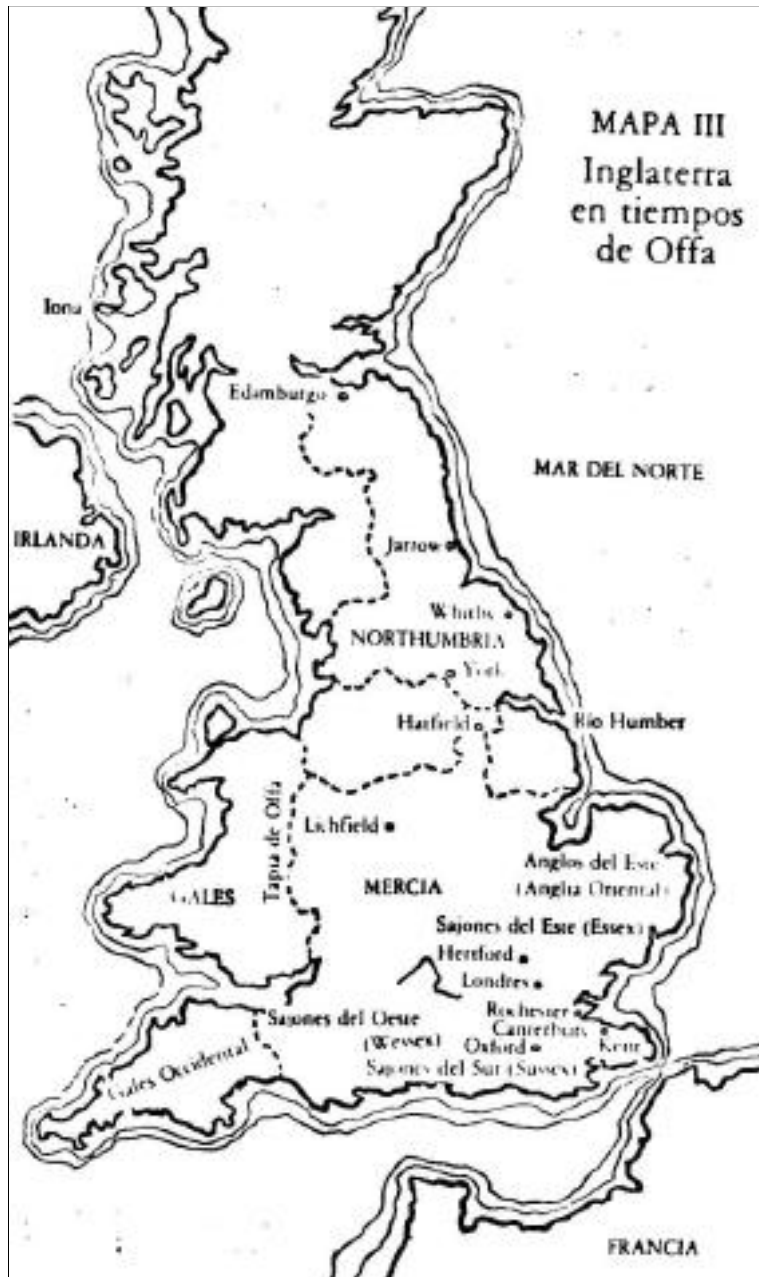 MAPA III
Inglaterra
en tiempos
de Offa
Iona
Edimburgo
MAR DEL NORTE
IRLANDA
Jarrow
Whitby
NORTHUMBRIA
York
Hatfield
Río Humber
Tapia de Offa
Lichfield
Anglos del Este
(Anglia Oriental)
GALES
MERCIA
Sajones del Este (Essex)
Hertford
Londres
Rochester
Sajones del Oeste
(Wessex)
Canterbury
Oxford
Kent
Gales Occidental
Sajones del Sur (Sussex)
FRANCIA